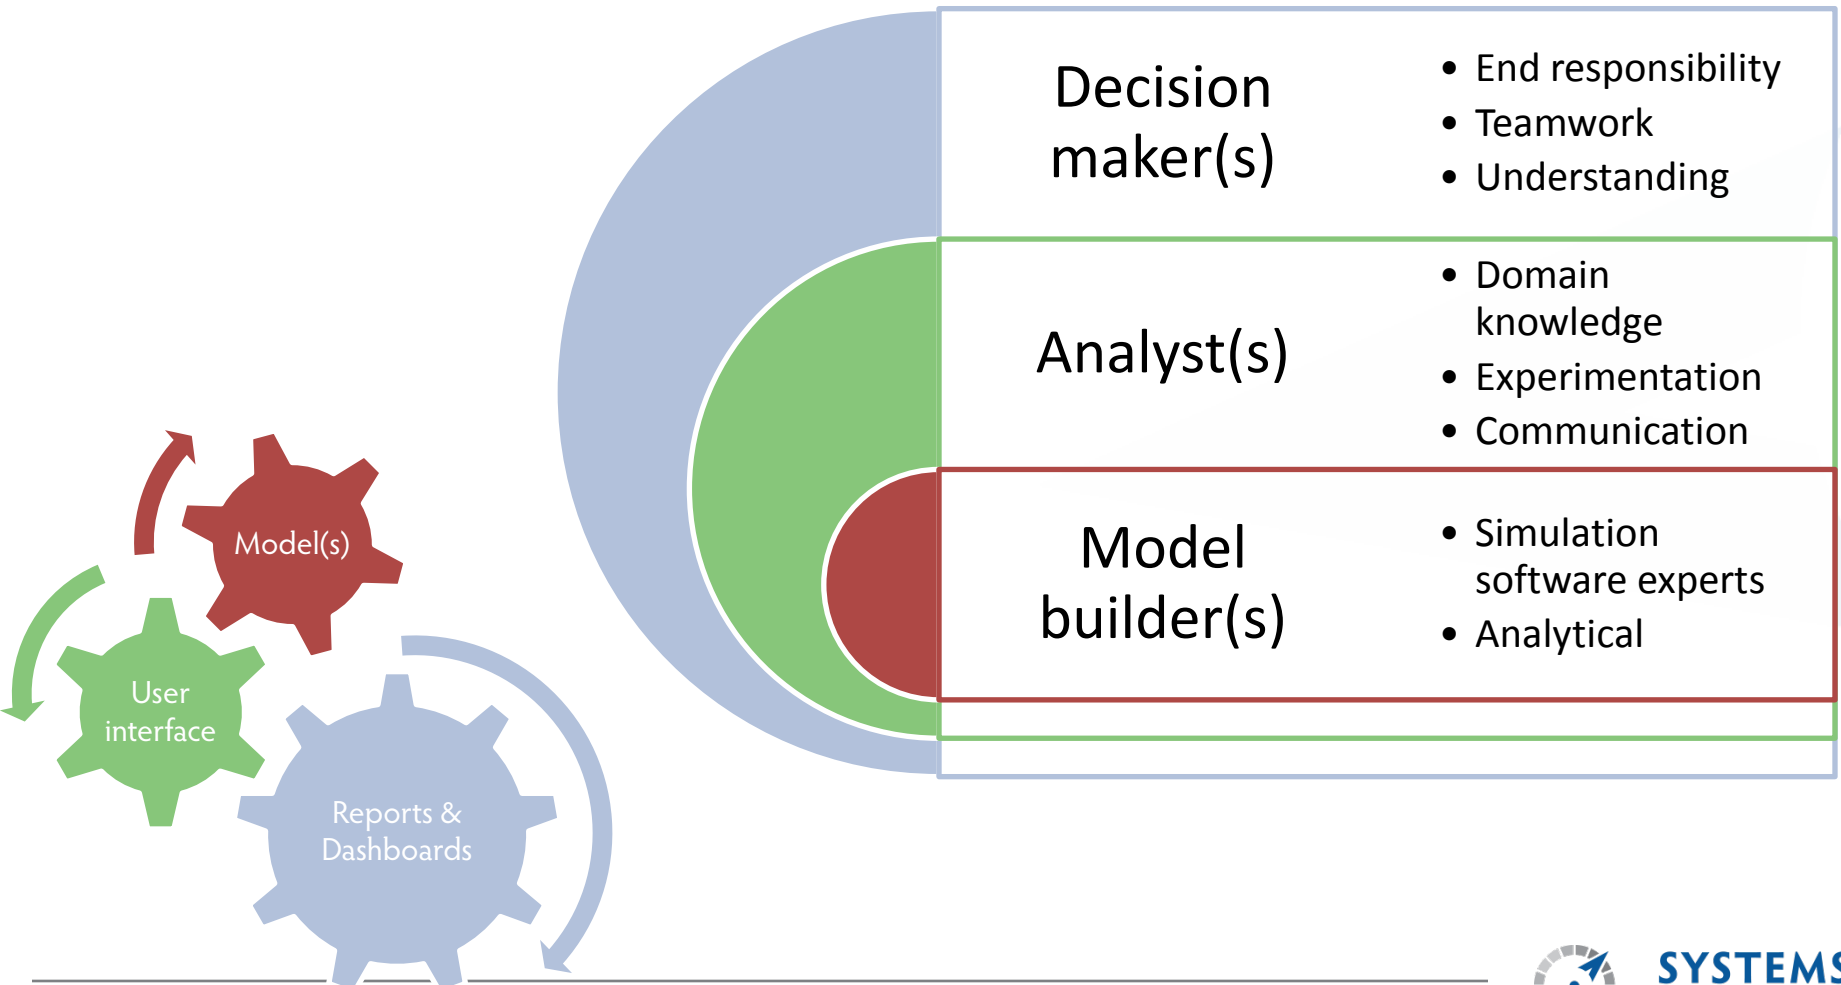 Decision
maker(s)
• End responsibility
• Teamwork
• Understanding
Analyst(s)
• Domain
knowledge
• Experimentation
• Communication
Model
builder(s)
• Simulation
software experts
• Analytical
Model(s)
User
interface
Reports &
Dashboards
SYSTEMS